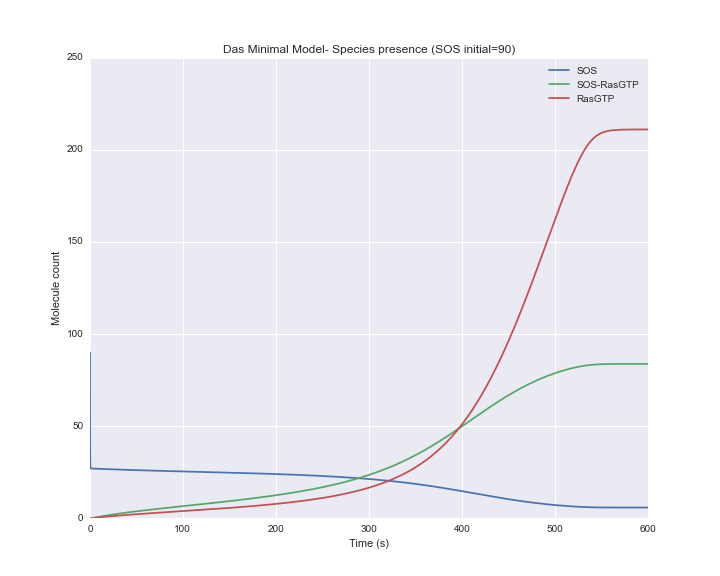 Das Minimal Model- Species presence (SOS initial=90)
250
200
150
100
50
0
Molecule count
SOS
SOS-RasGTP
RasGTP
0 100 200 300 400 500 600
Time (s)